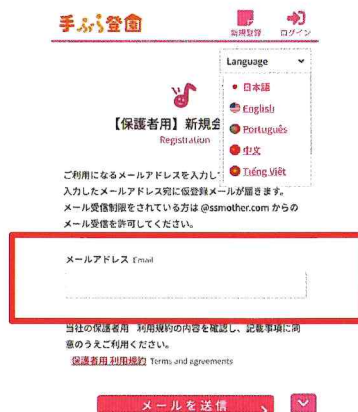 手ぶら登園
新規登録
ログイン
Language
日本語
English
Português
中文
Tiếng Việt
【保護者用】新規会
Registration
ご利用になるメールアドレスを入力し
入力したメールアドレス宛に仮登録メールが届きます。
メール受信制限をされている方は @ssmother.com からの
メール受信を許可してください。
メールアドレス Email
当社の保護者用 利用規約の内容を確認し、記載事項に同
意のうえご利用ください。
保護者用 利用規約 Terms and agreements
メールを送信